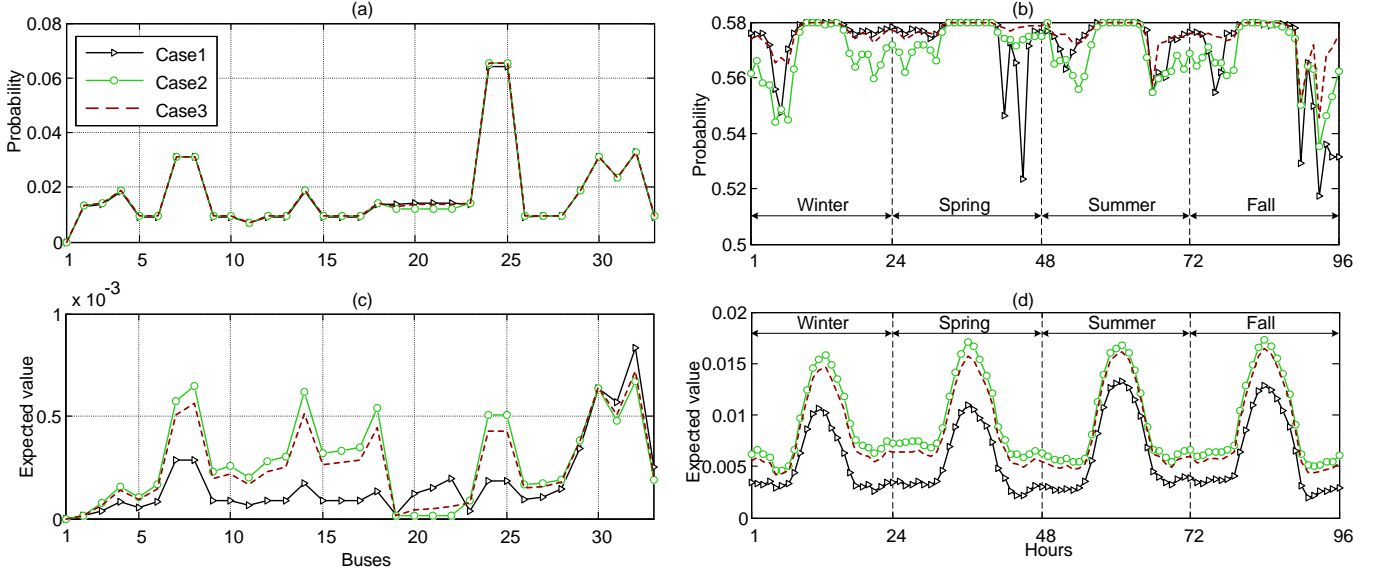 (a)
0.08
0.06
0.04
0.02
0
Probability
Case1
Case2
Case3
1 5 10 15 20 25 30
(b)
0.58
0.56
0.54
0.52
0.5
Probability
Winter Spring Summer Fall
1 24 48 72 96
(c)
x 10⁻³
1
0.5
0
Expected value
1 5 10 15 20 25 30
Buses
(d)
0.02
0.015
0.01
0.005
0
Expected value
Winter Spring Summer Fall
1 24 48 72 96
Hours